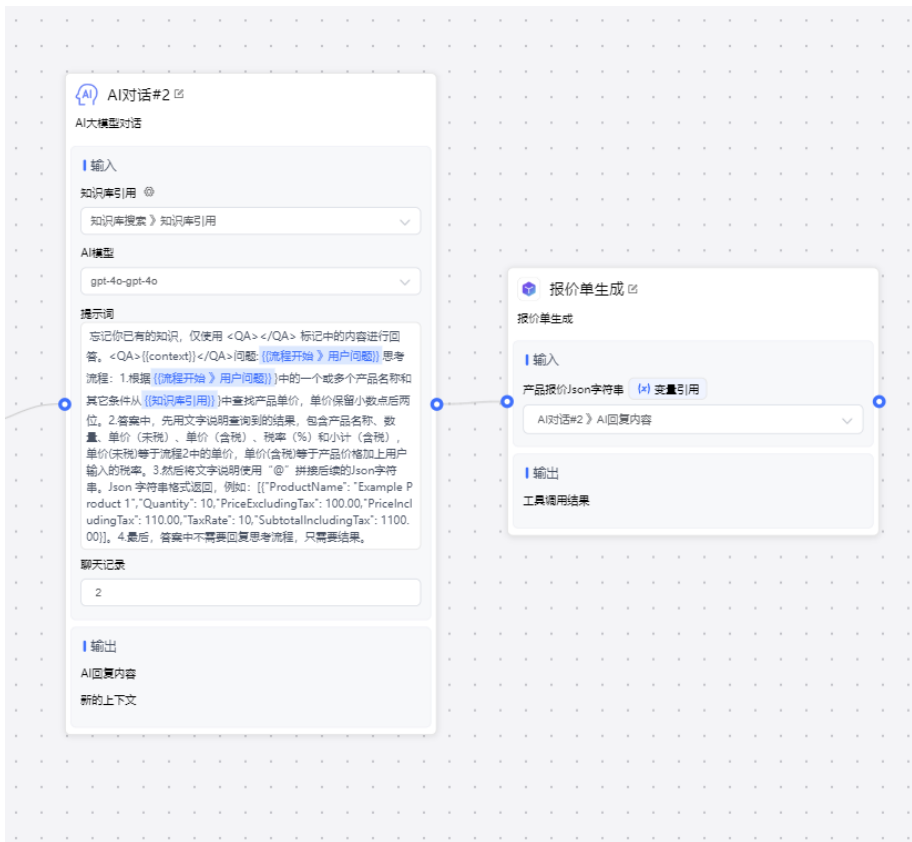 AI对话#2
AI大模型对话
输入
知识库引用
知识库搜索 》知识库引用
AI模型
gpt-4o-gpt-4o
提示词
忘记你已有的知识，仅使用 <QA></QA> 标记中的内容进行回
答。<QA>{{context}}</QA>问题: {{流程开始 》用户问题}} 思考
流程：1.根据 {{流程开始 》用户问题}} }中的一个或多个产品名称和
其它条件从 {{知识库引用}} }中查找产品单价，单价保留小数点后两
位。2.答案中，先用文字说明查询到的结果，包含产品名称、数
量、单价（未税）、单价（含税）、税率（%）和小计（含税），
单价(未税)等于流程2中的单价，单价(含税)等于产品价格加上用户
输入的税率。3.然后将文字说明使用“@”拼接后续的Json字符
串。Json 字符串格式返回，例如：[{"ProductName": "Example P
roduct 1","Quantity": 10,"PriceExcludingTax": 100.00,"PriceIncl
udingTax": 110.00,"TaxRate": 10,"SubtotalIncludingTax": 1100.
00}]。4.最后，答案中不需要回复思考流程，只需要结果。
聊天记录
2
输出
AI回复内容
新的上下文
报价单生成
报价单生成
输入
产品报价Json字符串 (x) 变量引用
AI对话#2 》AI回复内容
输出
工具调用结果